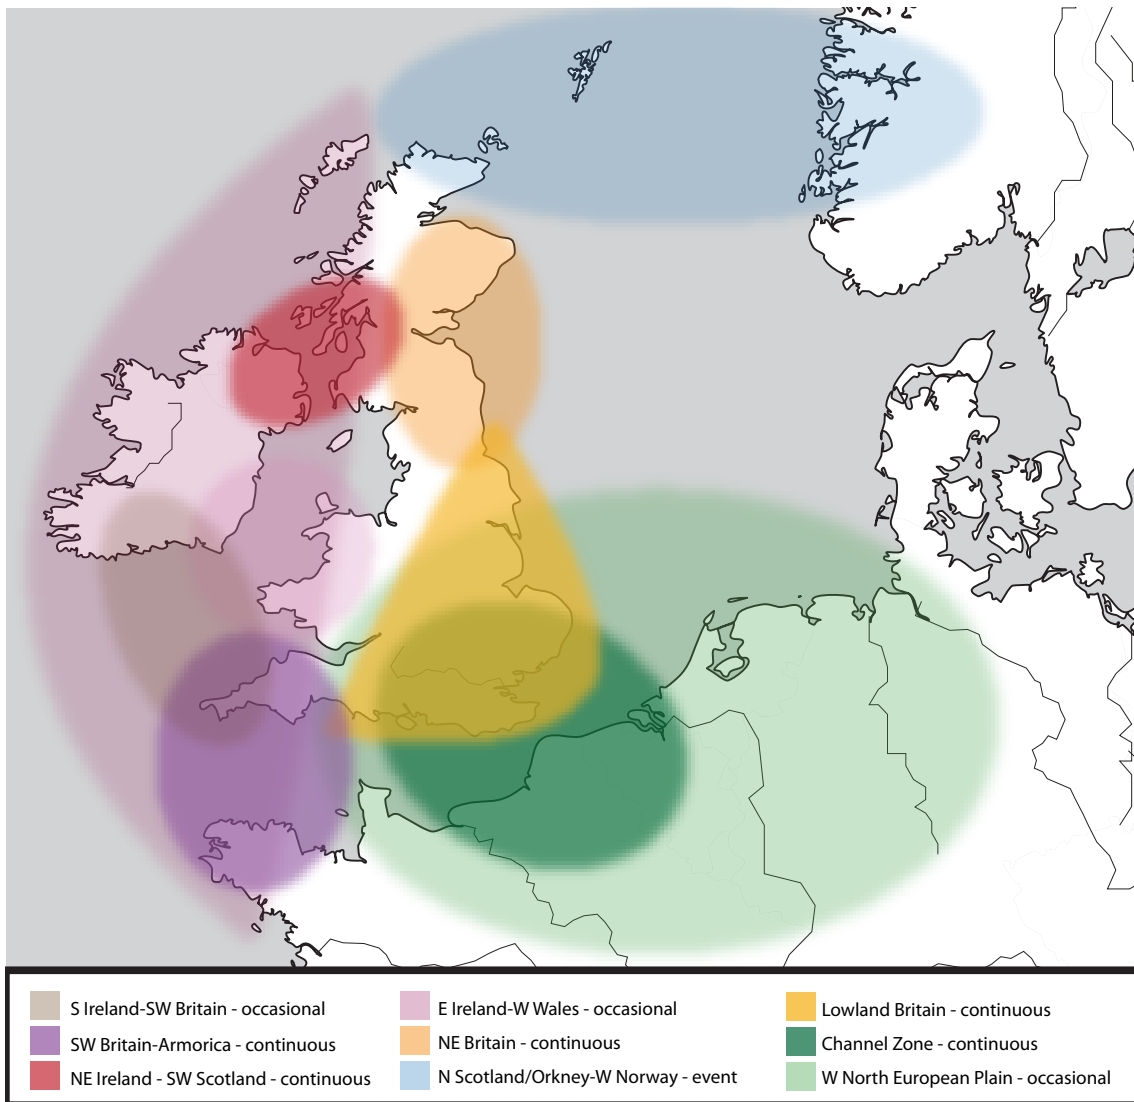 S Ireland-SW Britain - occasional
SW Britain-Armorica - continuous
NE Ireland - SW Scotland - continuous
E Ireland-W Wales - occasional
NE Britain - continuous
N Scotland/Orkney-W Norway - event
Lowland Britain - continuous
Channel Zone - continuous
W North European Plain - occasional